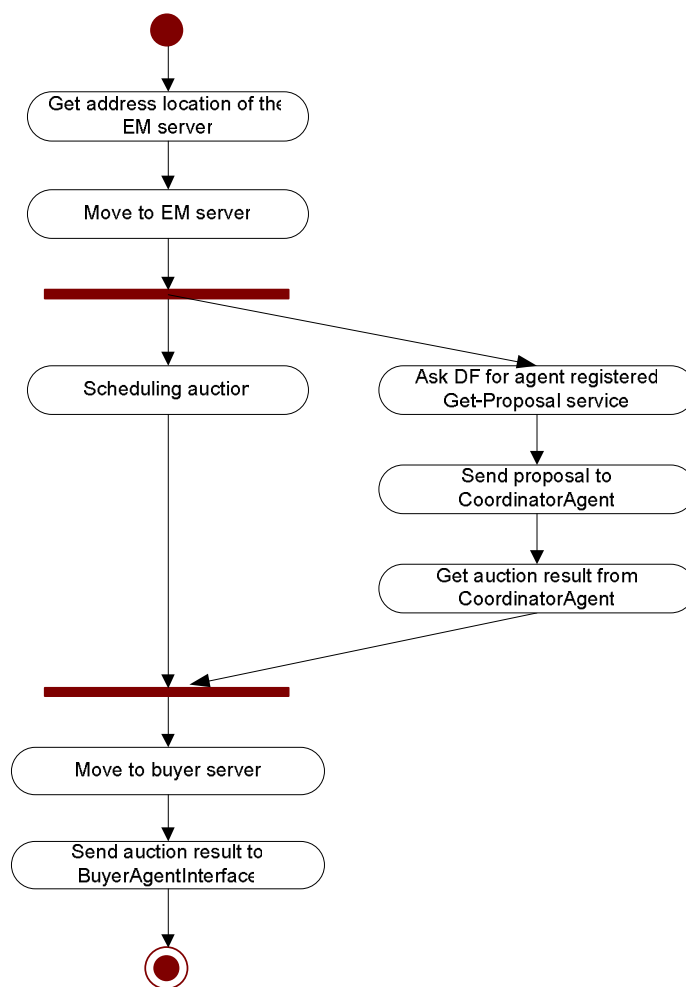 Get address location of the
EM server
Move to EM server
Scheduling auction
Ask DF for agent registered
Get-Proposal service
Send proposal to
CoordinatorAgent
Get auction result from
CoordinatorAgent
Move to buyer server
Send auction result to
BuyerAgentInterface